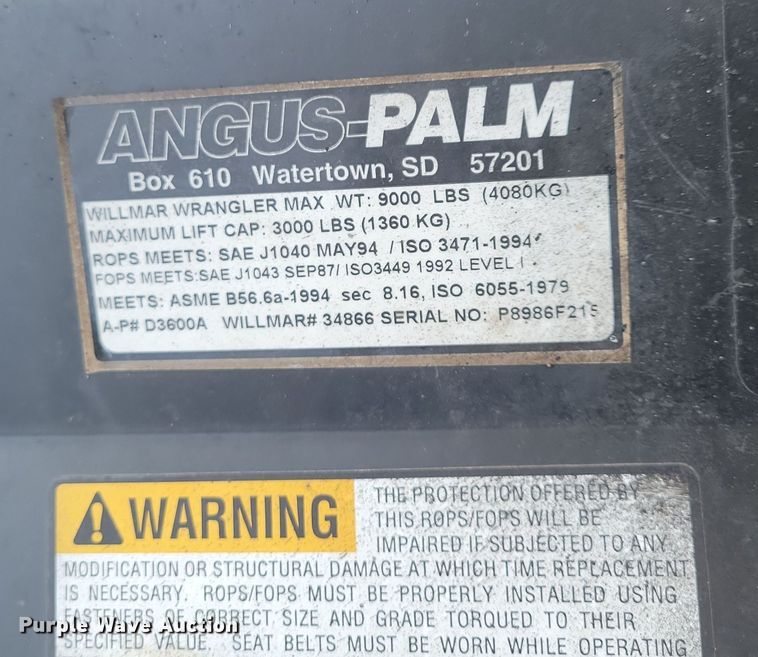 ANGUS-PALM
Box 610 Watertown, SD 57201
WILLMAR WRANGLER MAX WT: 9000 LBS (4080KG)
MAXIMUM LIFT CAP: 3000 LBS (1360 KG)
ROPS MEETS: SAE J1040 MAY94 / ISO 3471-1994
FOPS MEETS:SAE J1043 SEP87/ ISO3449 1992 LEVEL I
MEETS: ASME B56.6a-1994 sec 8.16, ISO 6055-1979
A-P# D3600A WILLMAR# 34866 SERIAL NO: P8986F215
WARNING
THE PROTECTION OFFERED BY
THIS ROPS/FOPS WILL BE
IMPAIRED IF SUBJECTED TO ANY
MODIFICATION OR STRUCTURAL DAMAGE AT WHICH TIME REPLACEMENT
IS NECESSARY. ROPS/FOPS MUST BE PROPERLY INSTALLED USING
FASTENERS OF CORRECT SIZE AND GRADE TORQUED TO THEIR
SPECIFIED VALUE. SEAT BELTS MUST BE WORN WHILE OPERATING
Purple Wave Auction